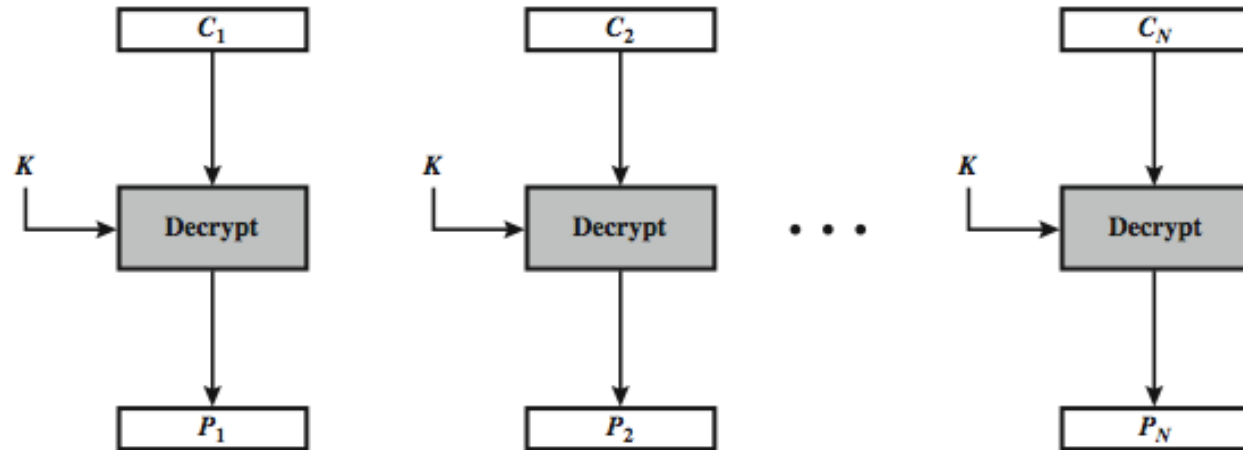 C1 C2 CN
K K K
Decrypt Decrypt • • • Decrypt
P1 P2 PN